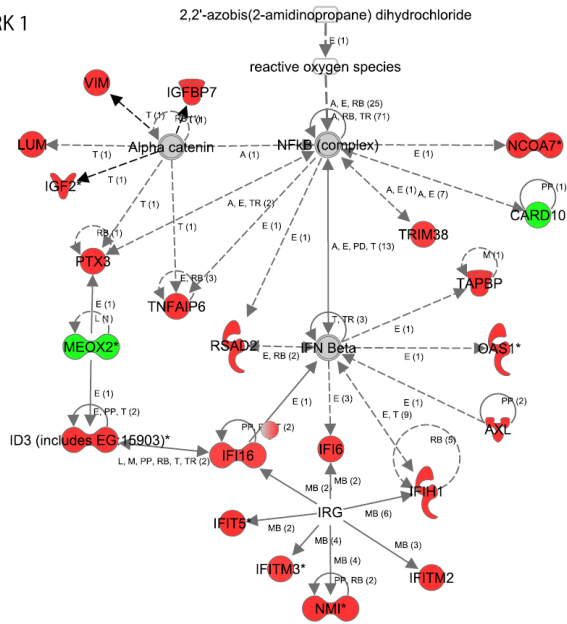 2,2'-azobis(2-amidinopropane) dihydrochloride
RK 1
E (1)
reactive oxygen species
VIM
IGFBP7
A, E, RB (25)
T (1)
A, RB, TR (71)
LUM
Alpha catenin
NFkB (complex)
NCOA7*
T (1)
A (1)
E (1)
IGF2*
T (1)
A, E (1)
A, E (7)
PP (1)
CARD10
T (1)
A, E, TR (2)
T (1)
E (1)
TRIM38
RB (1)
E (1)
A, E, PD, T (13)
M (1)
PTX3
E, RB (3)
TAPBP
TNFAIP6
E (1)
L (1)
T, TR (3)
E (1)
MEOX2*
RSAD2
IFN Beta
OAS1*
E, RB (2)
E (1)
E (1)
E (1)
E (3)
E (1)
PP (2)
E, PP, T (2)
E, T (9)
AXL
ID3 (includes EG:15903)*
RB (5)
IFI16
IFI6
L, M, PP, RB, T, TR (2)
MB (2)
MB (2)
IFIH1
IRG
IFIT5*
MB (2)
MB (6)
MB (4)
MB (3)
IFITM3*
MB (4)
IFITM2
PP, RB (2)
NMI*